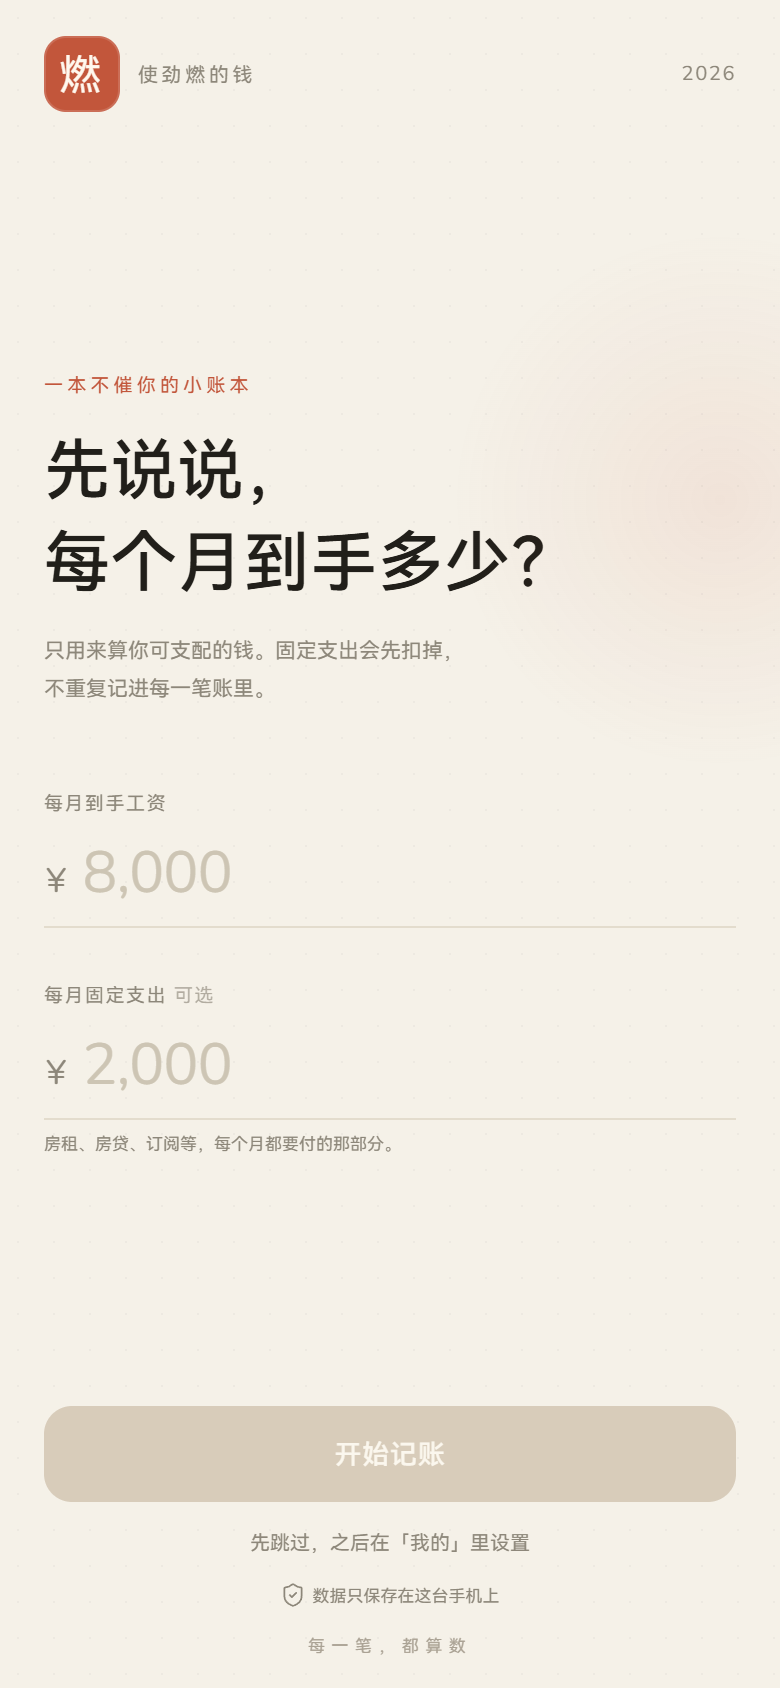 燃 使劲燃的钱 2026
一本不催你的小账本
先说说，
每个月到手多少？
只用来算你可支配的钱。固定支出会先扣掉，
不重复记进每一笔账里。
每月到手工资
¥ 8,000
每月固定支出 可选
¥ 2,000
房租、房贷、订阅等，每个月都要付的那部分。
开始记账
先跳过，之后在「我的」里设置
数据只保存在这台手机上
每一笔，都算数